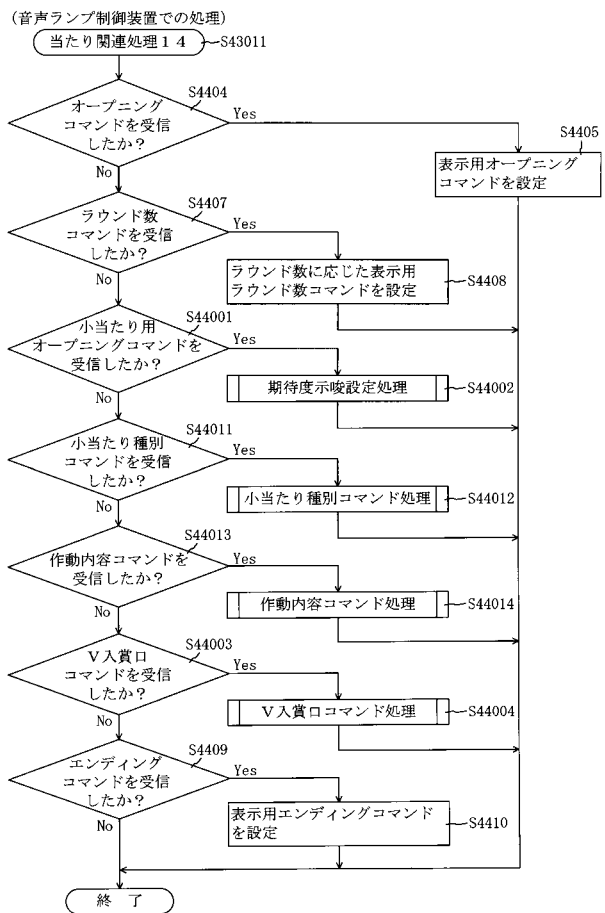 (音声ランプ制御装置での処理)
当たり関連処理14
S43011
S4404
オープニング
コマンドを受信
したか?
Yes
No
S4405
表示用オープニング
コマンドを設定
S4407
ラウンド数
コマンドを受信
したか?
Yes
No
ラウンド数に応じた表示用
ラウンド数コマンドを設定
S4408
S44001
小当たり用
オープニングコマンドを
受信したか?
Yes
No
期待度示唆設定処理
S44002
S44011
小当たり種別
コマンドを受信
したか?
Yes
No
小当たり種別コマンド処理
S44012
S44013
作動内容コマンドを
受信したか?
Yes
No
作動内容コマンド処理
S44014
S44003
V入賞口
コマンドを受信
したか?
Yes
No
V入賞口コマンド処理
S44004
S4409
エンディング
コマンドを受信
したか?
Yes
No
表示用エンディングコマンド
を設定
S4410
終 了